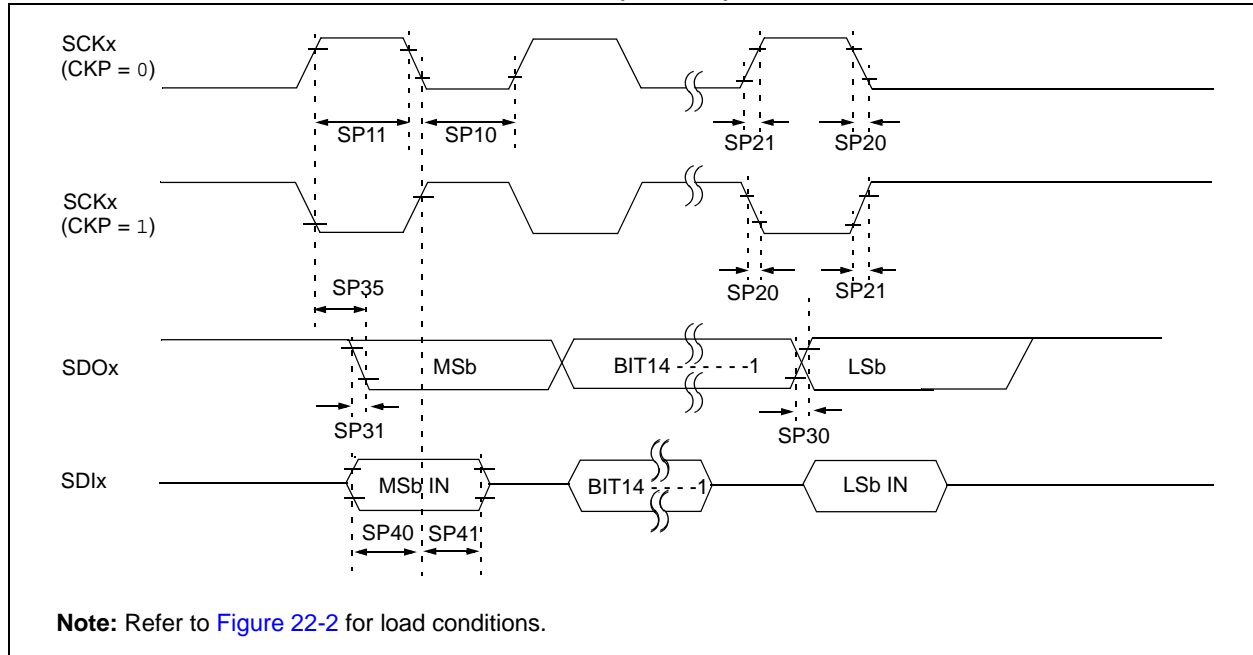 SCKx
(CKP = 0)
SP11
SP10
SP21
SP20
SCKx
(CKP = 1)
SP35
SP20
SP21
SDOx
MSb
BIT14 - - - - - -1
LSb
SP31
SP30
SDIx
MSb IN
BIT14 - - - -1
LSb IN
SP40
SP41
Note: Refer to Figure 22-2 for load conditions.